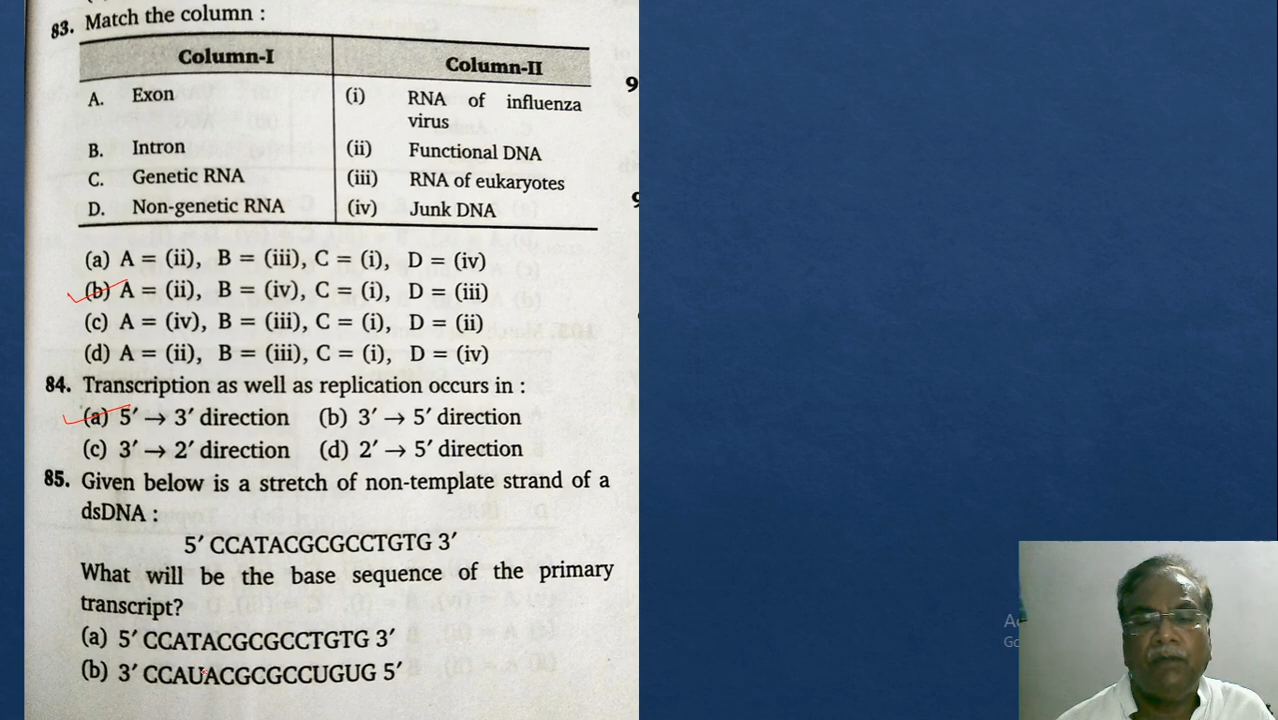 83. Match the column :
Column-I Column-II
A. Exon (i) RNA of influenza
virus
B. Intron (ii) Functional DNA
C. Genetic RNA (iii) RNA of eukaryotes
D. Non-genetic RNA (iv) Junk DNA
(a) A = (ii), B = (iii), C = (i), D = (iv)
(b) A = (ii), B = (iv), C = (i), D = (iii)
(c) A = (iv), B = (iii), C = (i), D = (ii)
(d) A = (ii), B = (iii), C = (i), D = (iv)
84. Transcription as well as replication occurs in :
(a) 5′ → 3′ direction (b) 3′ → 5′ direction
(c) 3′ → 2′ direction (d) 2′ → 5′ direction
85. Given below is a stretch of non-template strand of a
dsDNA :
5′ CCATACGCGCCTGTG 3′
What will be the base sequence of the primary
transcript?
(a) 5′ CCATACGCGCCTGTG 3′
(b) 3′ CCAUACGCGCCUGUG 5′